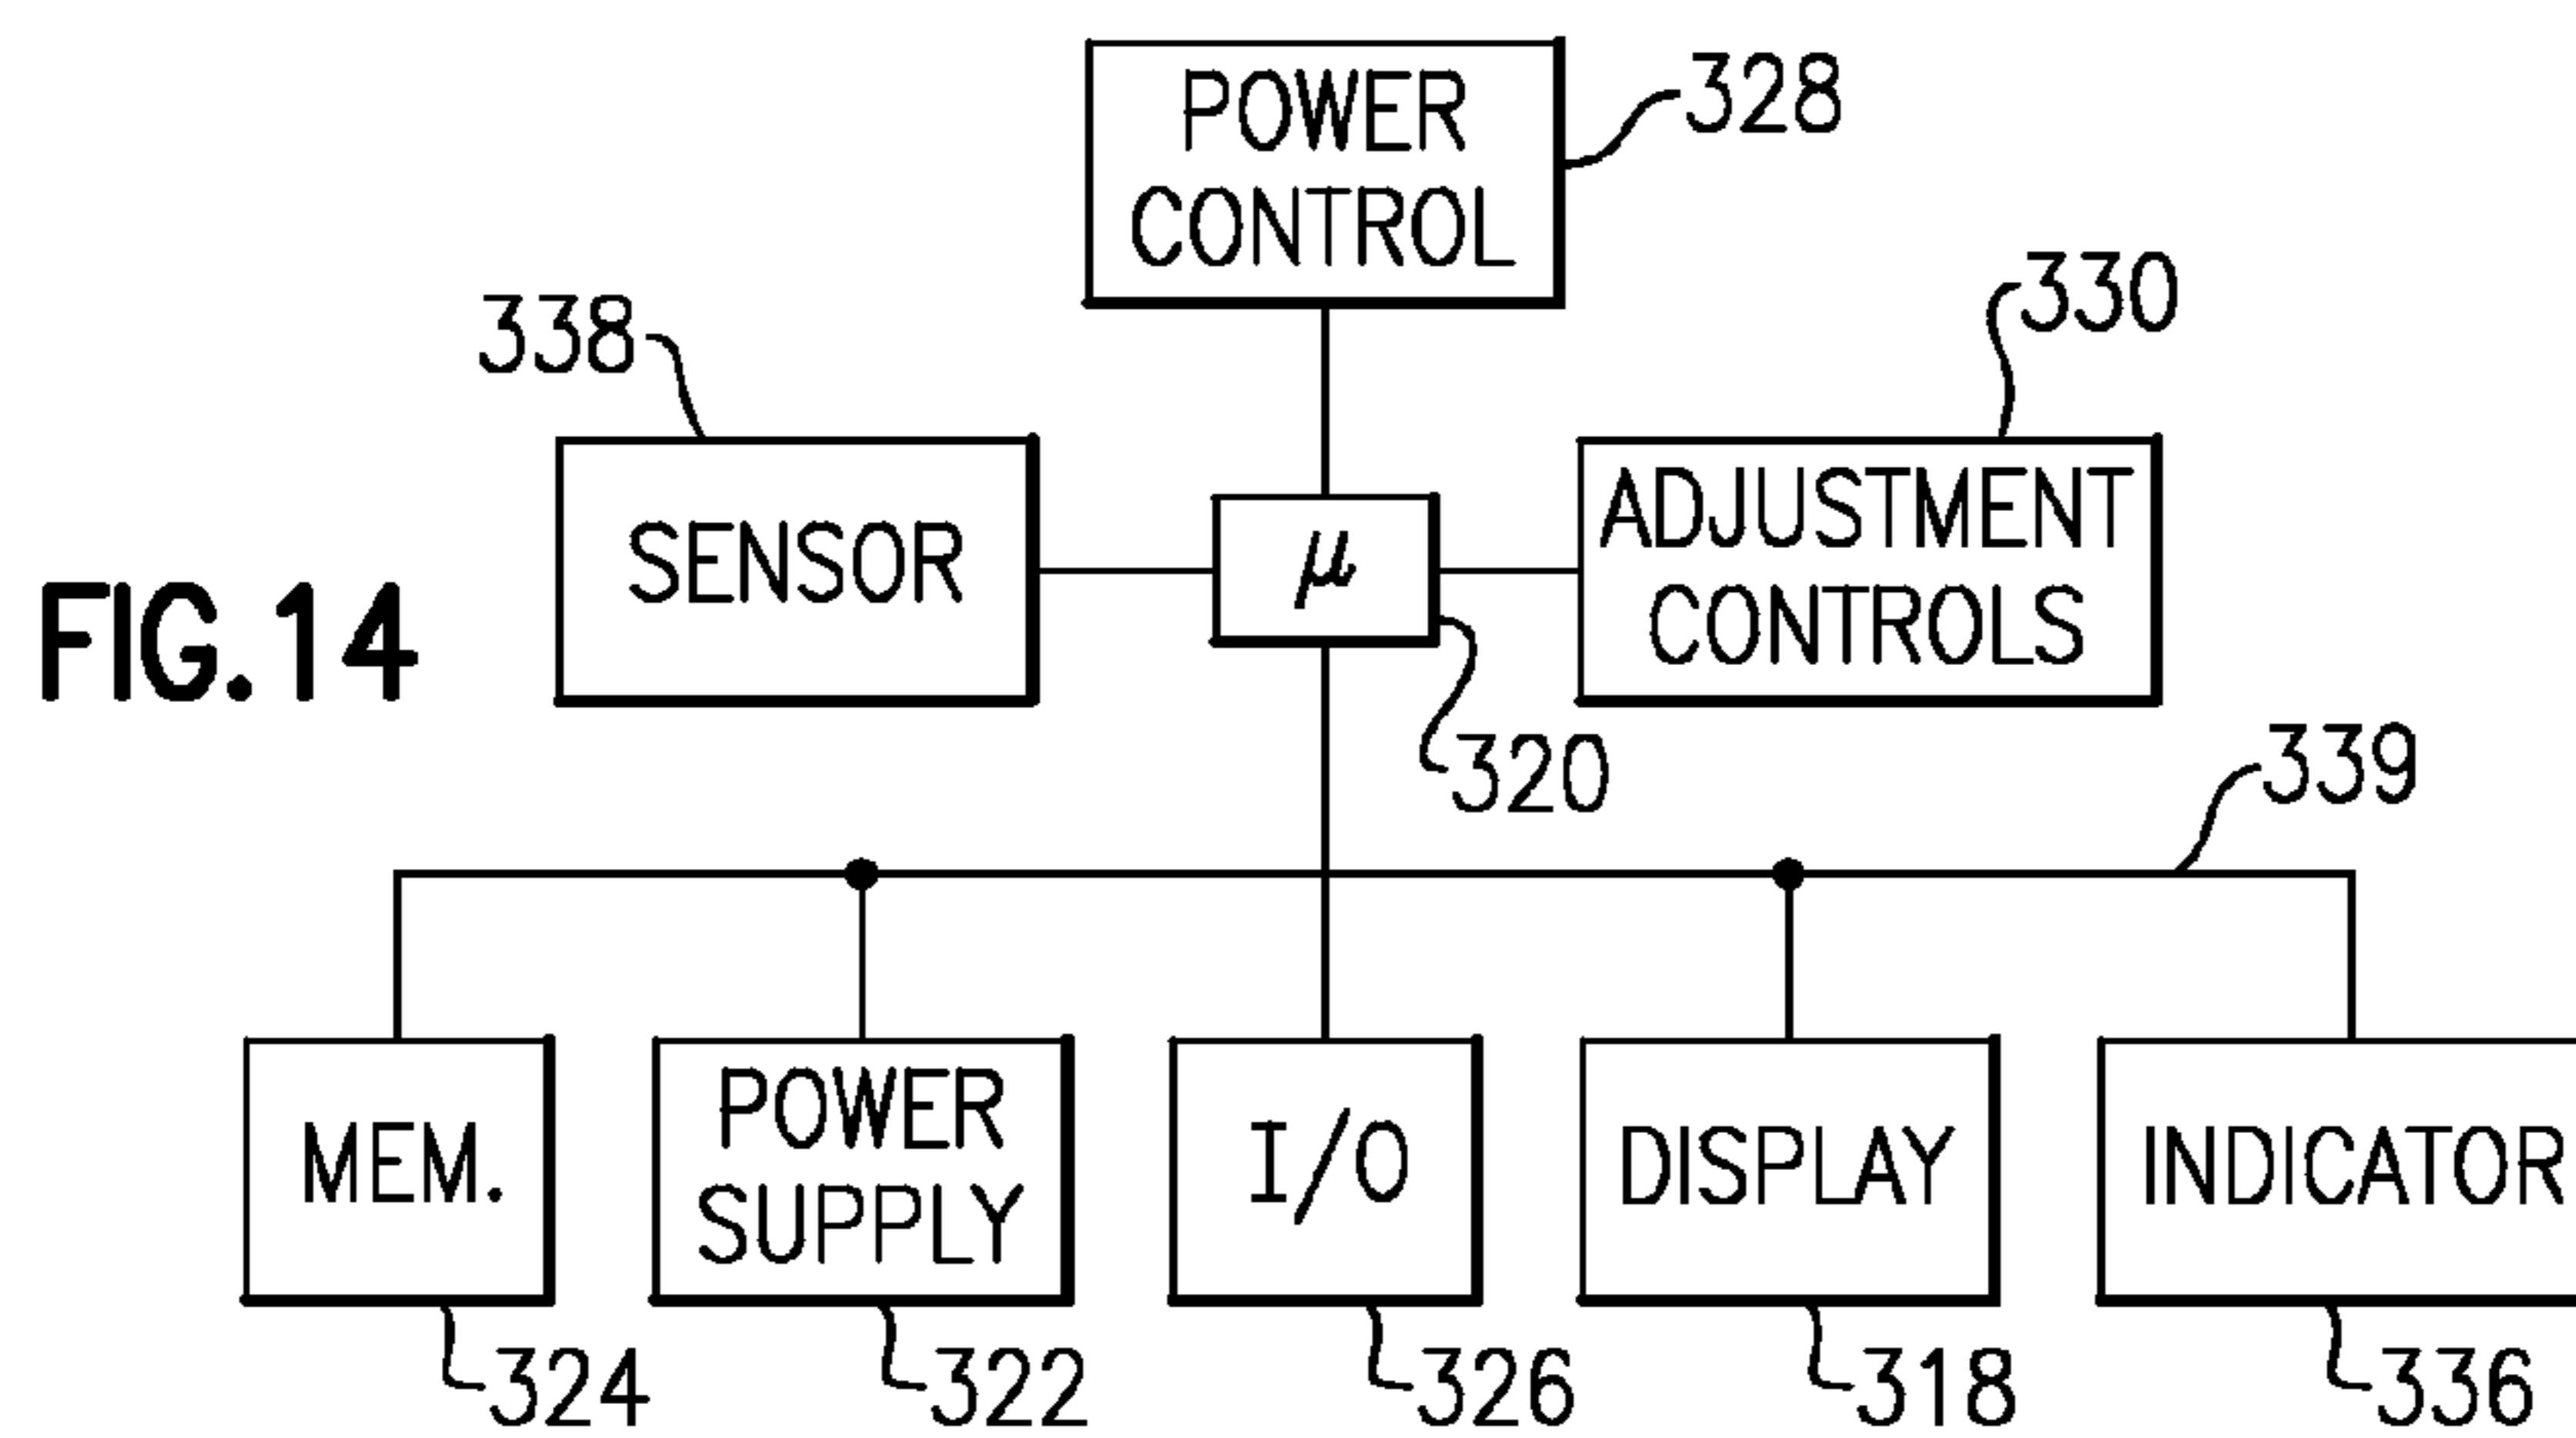 POWER
CONTROL
328
330
338
SENSOR
μ
ADJUSTMENT
CONTROLS
FIG.14
320
339
MEM.
POWER
SUPPLY
I/O
DISPLAY
INDICATOR
324
322
326
318
336